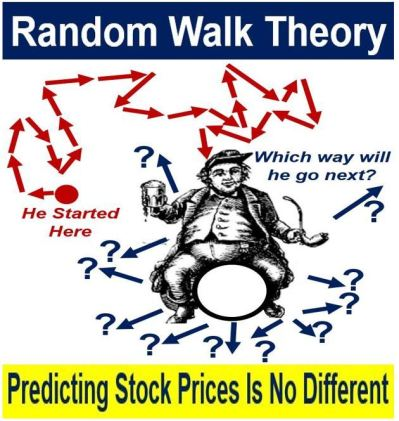 Random Walk Theory
?
Which way will
he go next?
?
He Started
Here
?
?
?
?
?
?
?
?
?
?
Predicting Stock Prices Is No Different